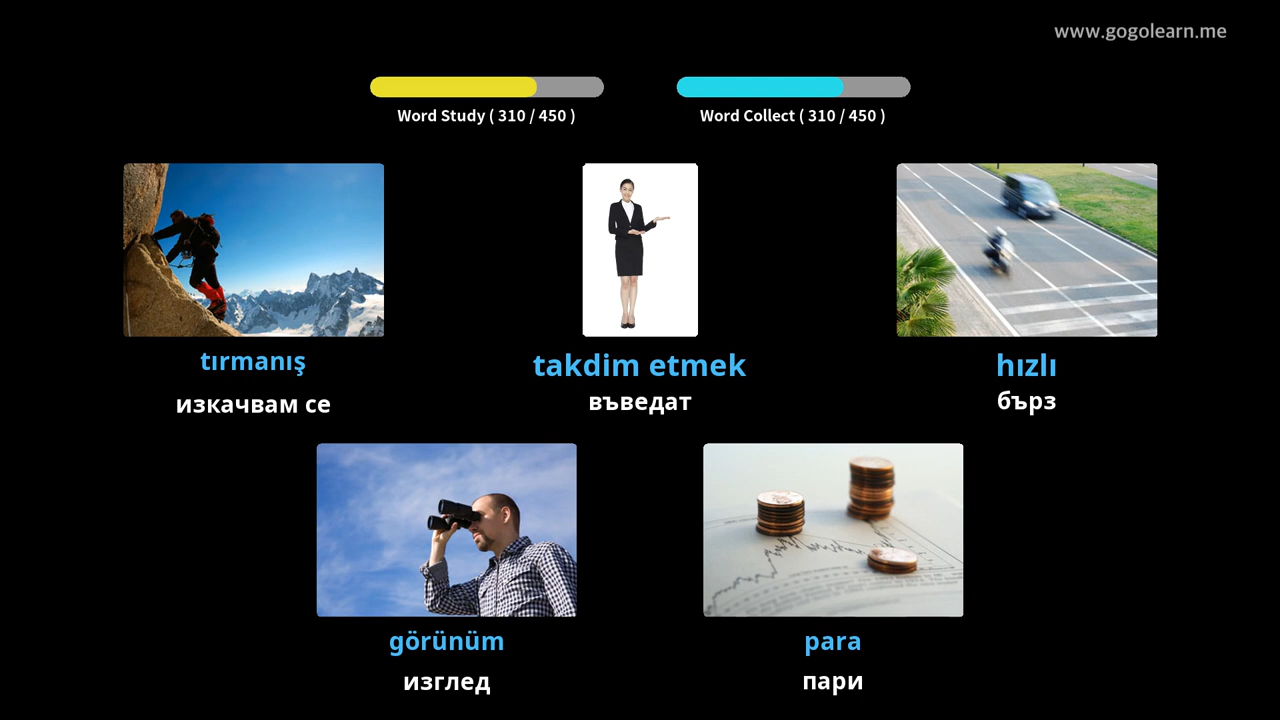 www.gogolearn.me
Word Study ( 310 / 450 )
Word Collect ( 310 / 450 )
tırmanış
изкачвам се
takdim etmek
въведат
hızlı
бърз
görünüm
изглед
para
пари